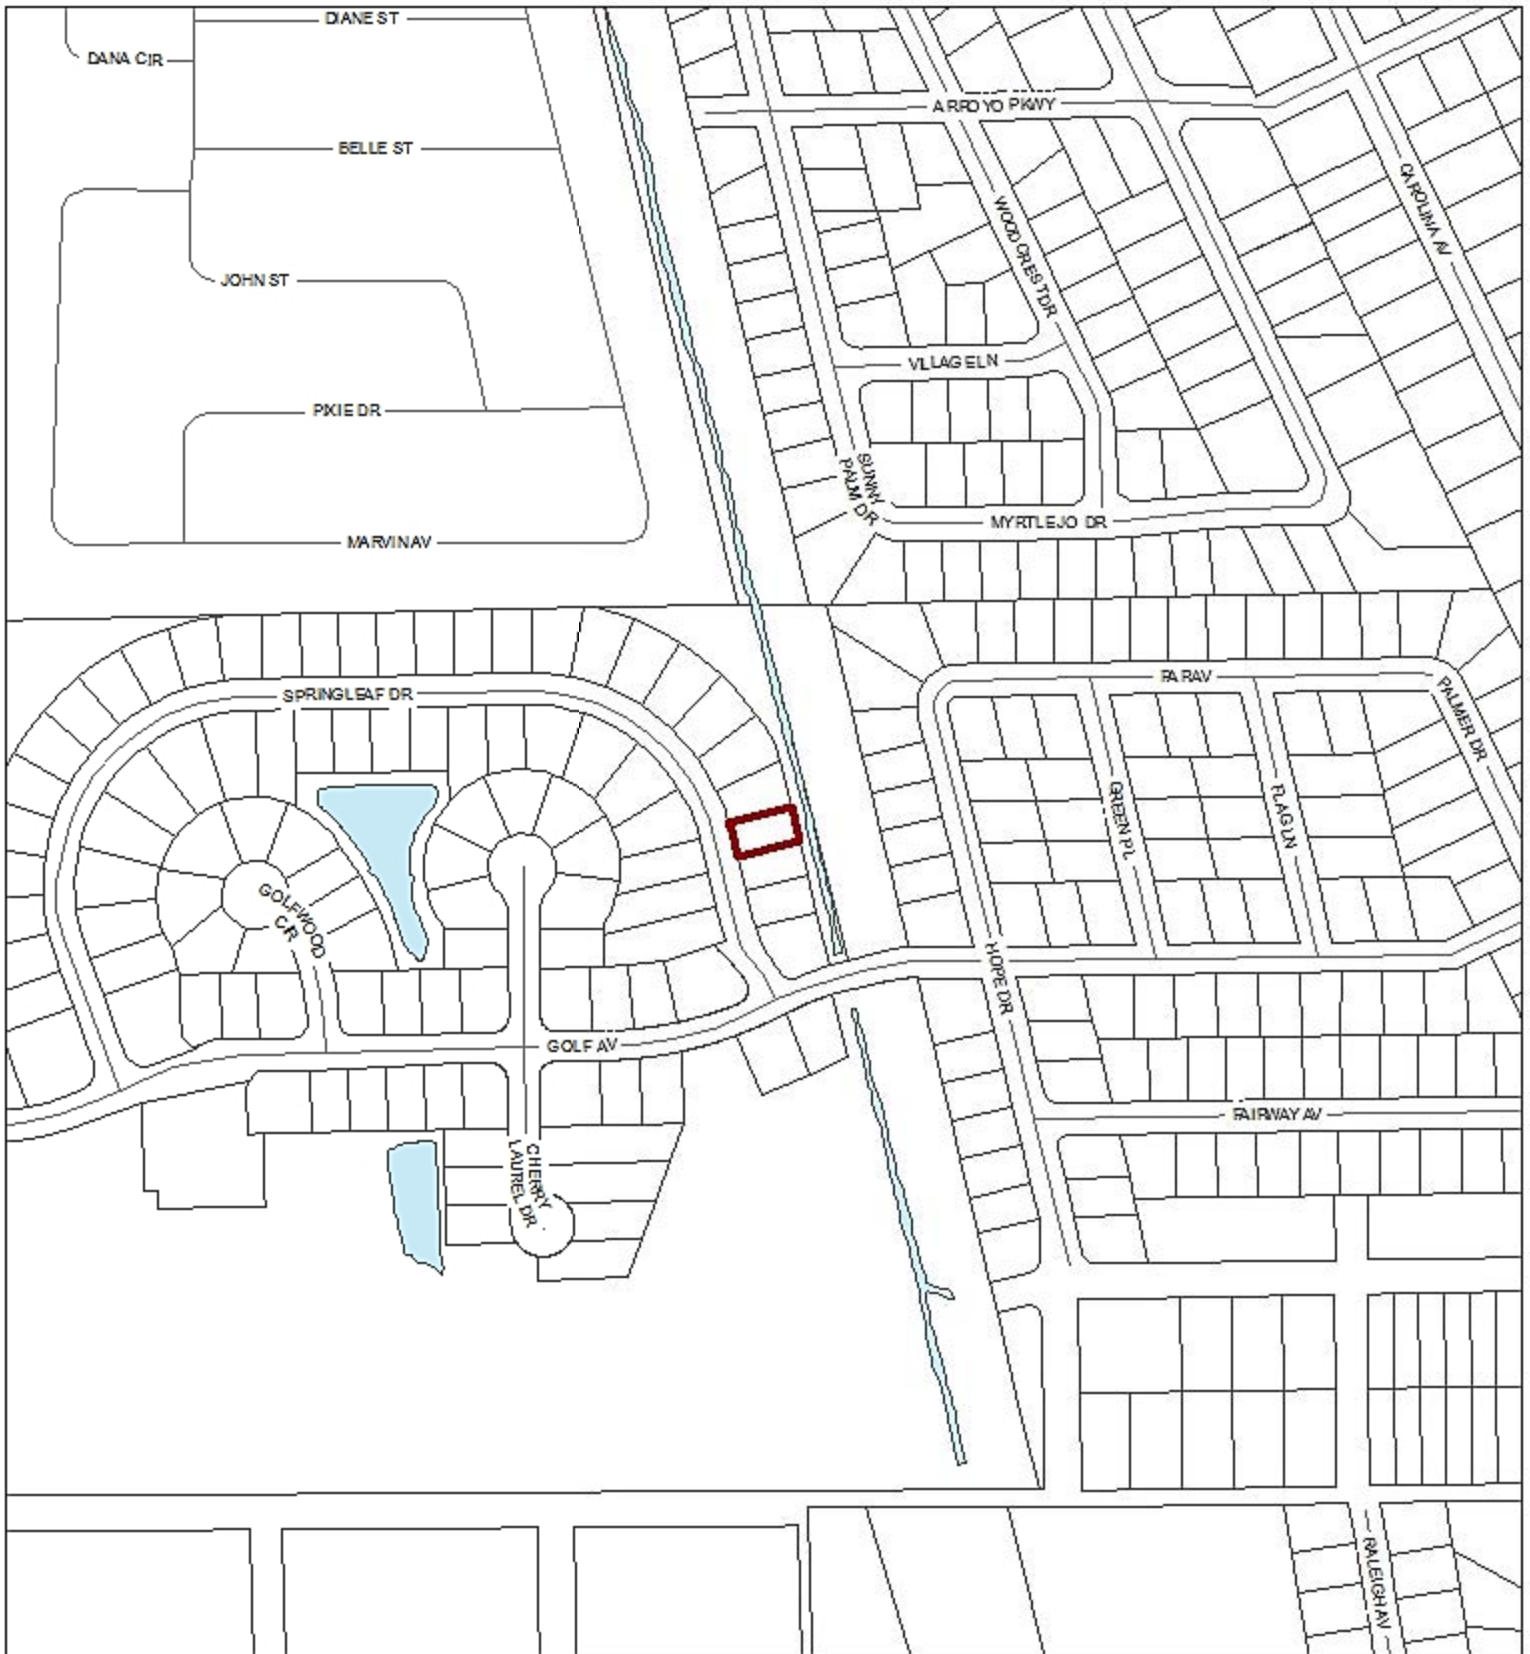 DIANE ST
DANA CIR
ARROYO PKWY
BELLE ST
CAROLINA AV
WOODCREST DR
JOHN ST
VILLAGE LN
PIXIE DR
SUNNY
PALM DR
MYRTLE JO DR
MARVIN AV
PAR AV
SPRINGLEAF DR
PALMER DR
GREEN PL
FLAG LN
GOLFWOOD
CIR
HOPE DR
GOLF AV
FAIRWAY AV
CHERRY
LAUREL DR
RALEIGH AV